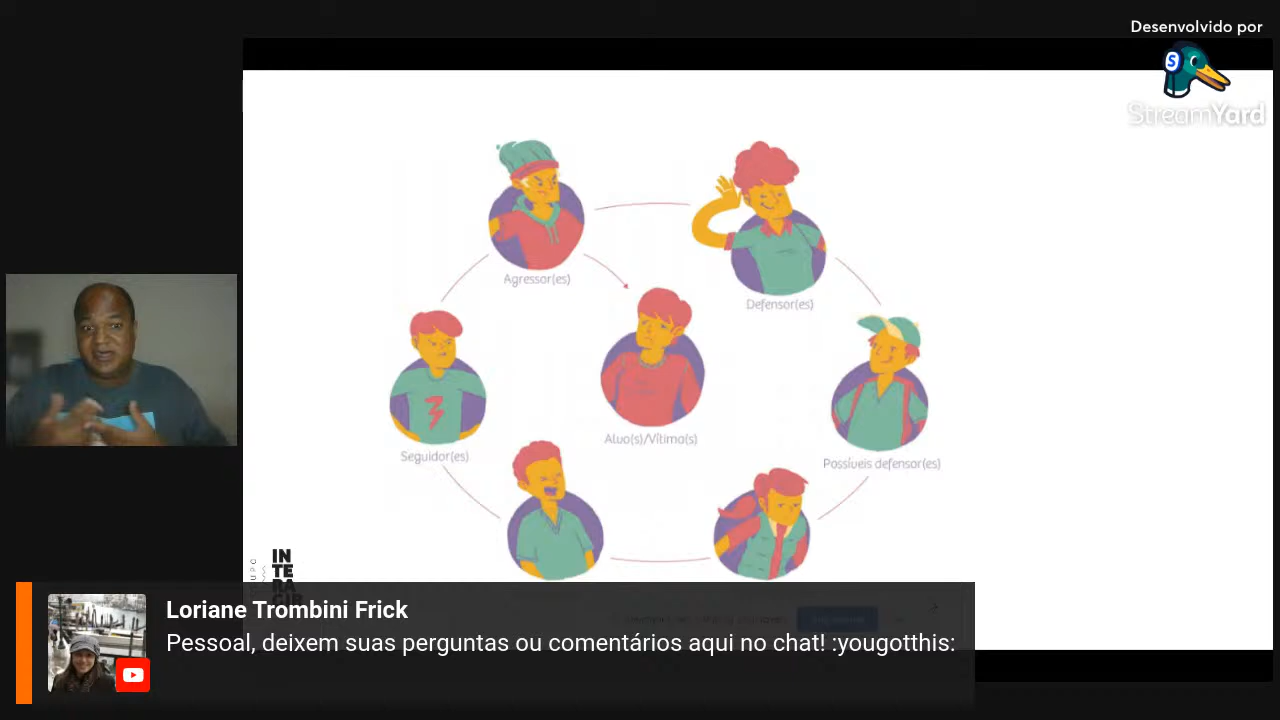 Desenvolvido por
StreamYard
Agressor(es)
Defensor(es)
Alvo(s)/Vítima(s)
Seguidor(es)
Possíveis defensor(es)
IN
TE
Loriane Trombini Frick
Pessoal, deixem suas perguntas ou comentários aqui no chat! :yougotthis: